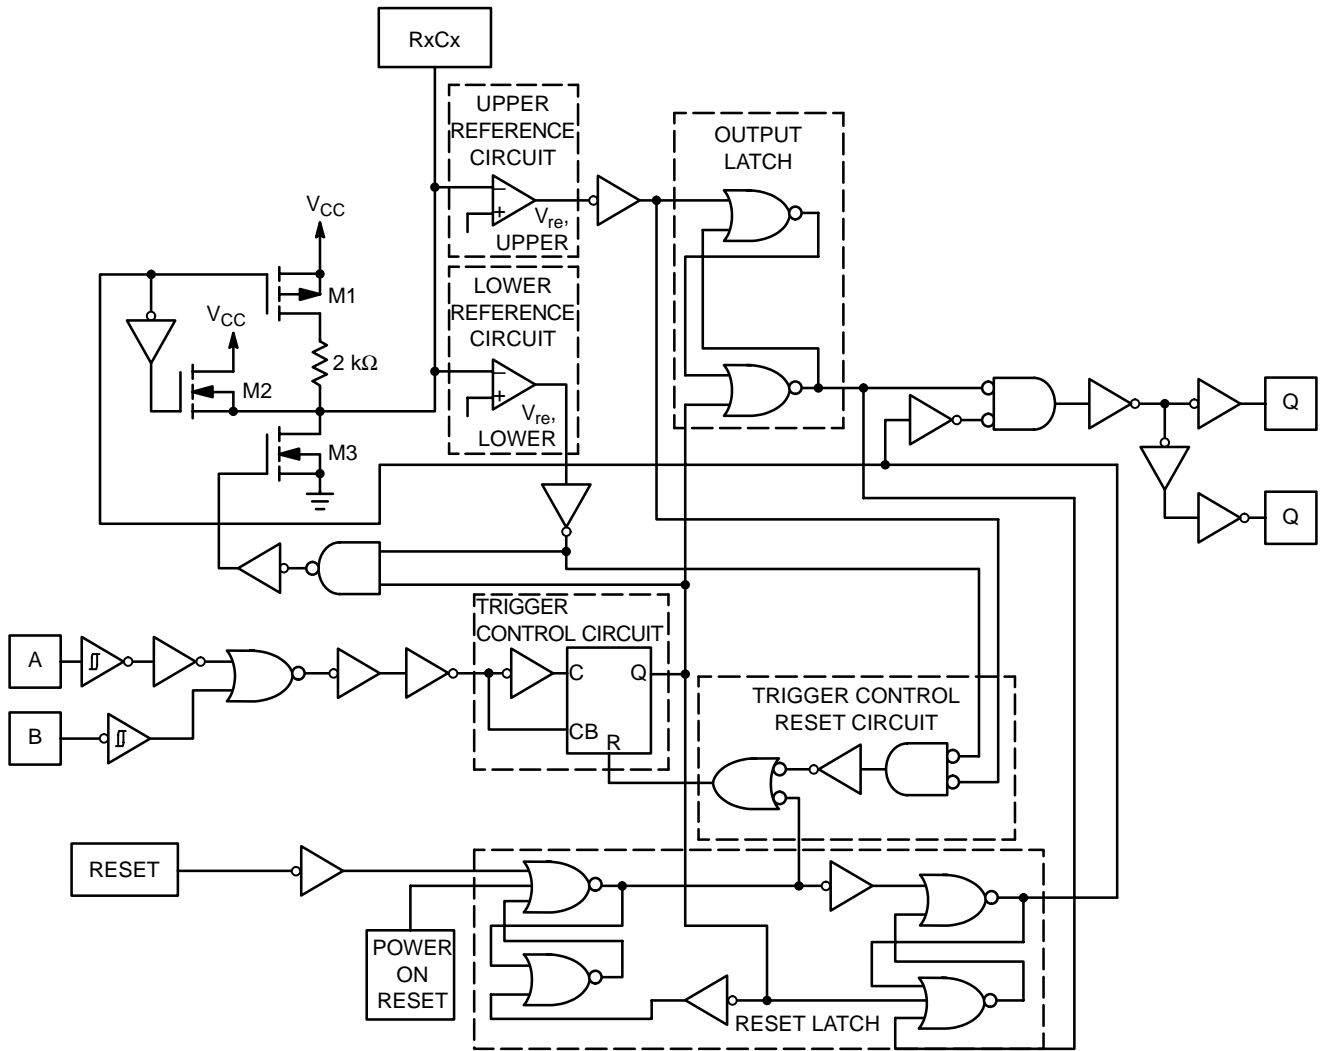 RxCx
UPPER
REFERENCE
CIRCUIT
−
+
Vre,
UPPER
OUTPUT
LATCH
VCC
M1
LOWER
REFERENCE
CIRCUIT
−
+
Vre,
LOWER
VCC
M2
2 kΩ
M3
Q
Q
TRIGGER
CONTROL CIRCUIT
C
Q
CB
R
A
B
TRIGGER CONTROL
RESET CIRCUIT
RESET
POWER
ON
RESET
RESET LATCH